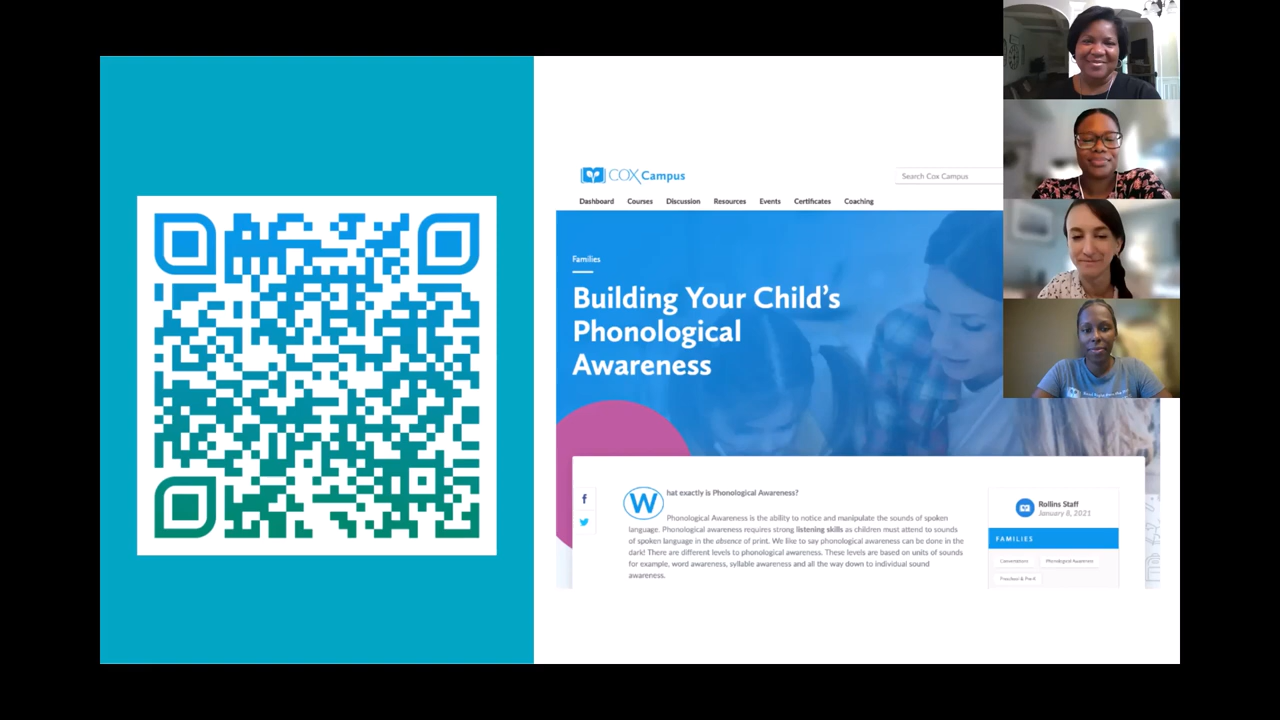 COX Campus
Search Cox Campus
Dashboard Courses Discussion Resources Events Certificates Coaching
Families
Building Your Child's
Phonological
Awareness
What exactly is Phonological Awareness?
Phonological Awareness is the ability to notice and manipulate the sounds of spoken
language. Phonological awareness requires strong listening skills as children must attend to sounds
of spoken language in the absence of print. We like to say phonological awareness can be done in the
dark! There are different levels to phonological awareness. These levels are based on units of sounds
for example, word awareness, syllable awareness and all the way down to individual sound
awareness.
Rollins Staff
January 8, 2021
FAMILIES
Conversations Phonological Awareness
Preschool & Pre-K